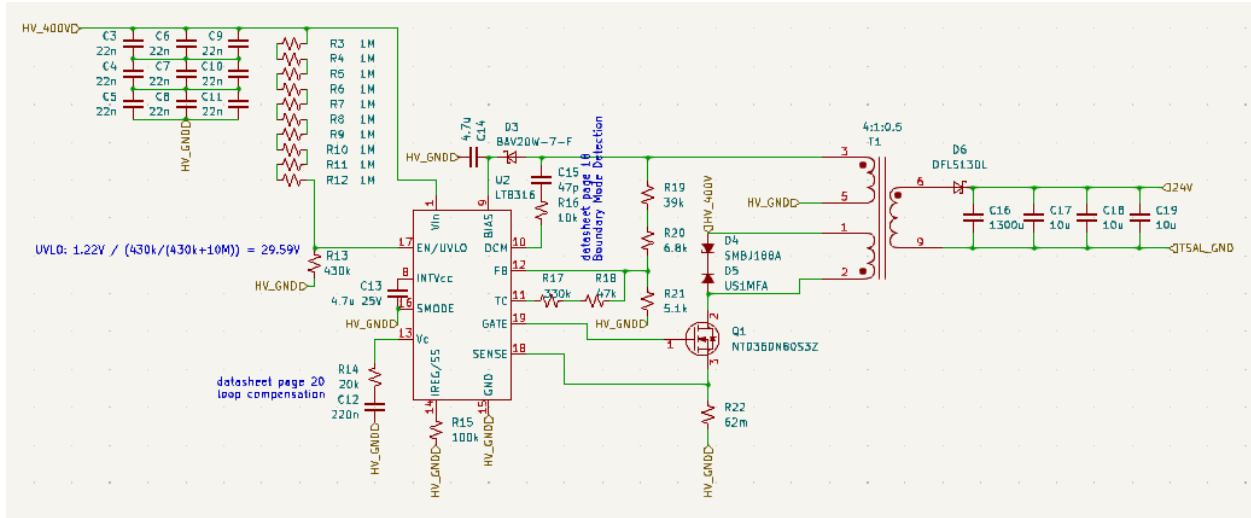 HV_400V
C3
22n
C6
22n
C9
22n
C4
22n
C7
22n
C10
22n
C5
22n
C8
22n
C11
22n
HV_GND
R3 1M
R4 1M
R5 1M
R6 1M
R7 1M
R8 1M
R9 1M
R10 1M
R11 1M
R12 1M
UVLO: 1.22V / (430k/(430k+10M)) = 29.59V
R13
430k
HV_GND
4.7u
C14
HV_GND
D3
BAV20W-7-F
U2
LT8316
C15
47p
R16
10k
datasheet page 18
Boundary Mode Detection
1
Vin
9
BIAS
17
EN/UVLO
DCM
10
8
INTVcc
FB
12
C13
4.7u 25V
16
SMODE
HV_GND
TC
11
R17
330k
R18
47k
GATE
19
13
Vc
SENSE
18
IREG/SS
14
GND
15
R14
20k
C12
220n
datasheet page 20
loop compensation
HV_GND
R15
100k
HV_GND
HV_GND
R19
39k
R20
6.8k
R21
5.1k
HV_GND
HV_400V
D4
SMBJ188A
D5
US1MFA
2
1
3
Q1
NTD360N80S3Z
R22
62m
HV_GND
4:1:0.5
T1
3
5
HV_GND
1
2
6
9
D6
DFLS130L
C16
1300u
C17
10u
C18
10u
C19
10u
24V
TSAL_GND